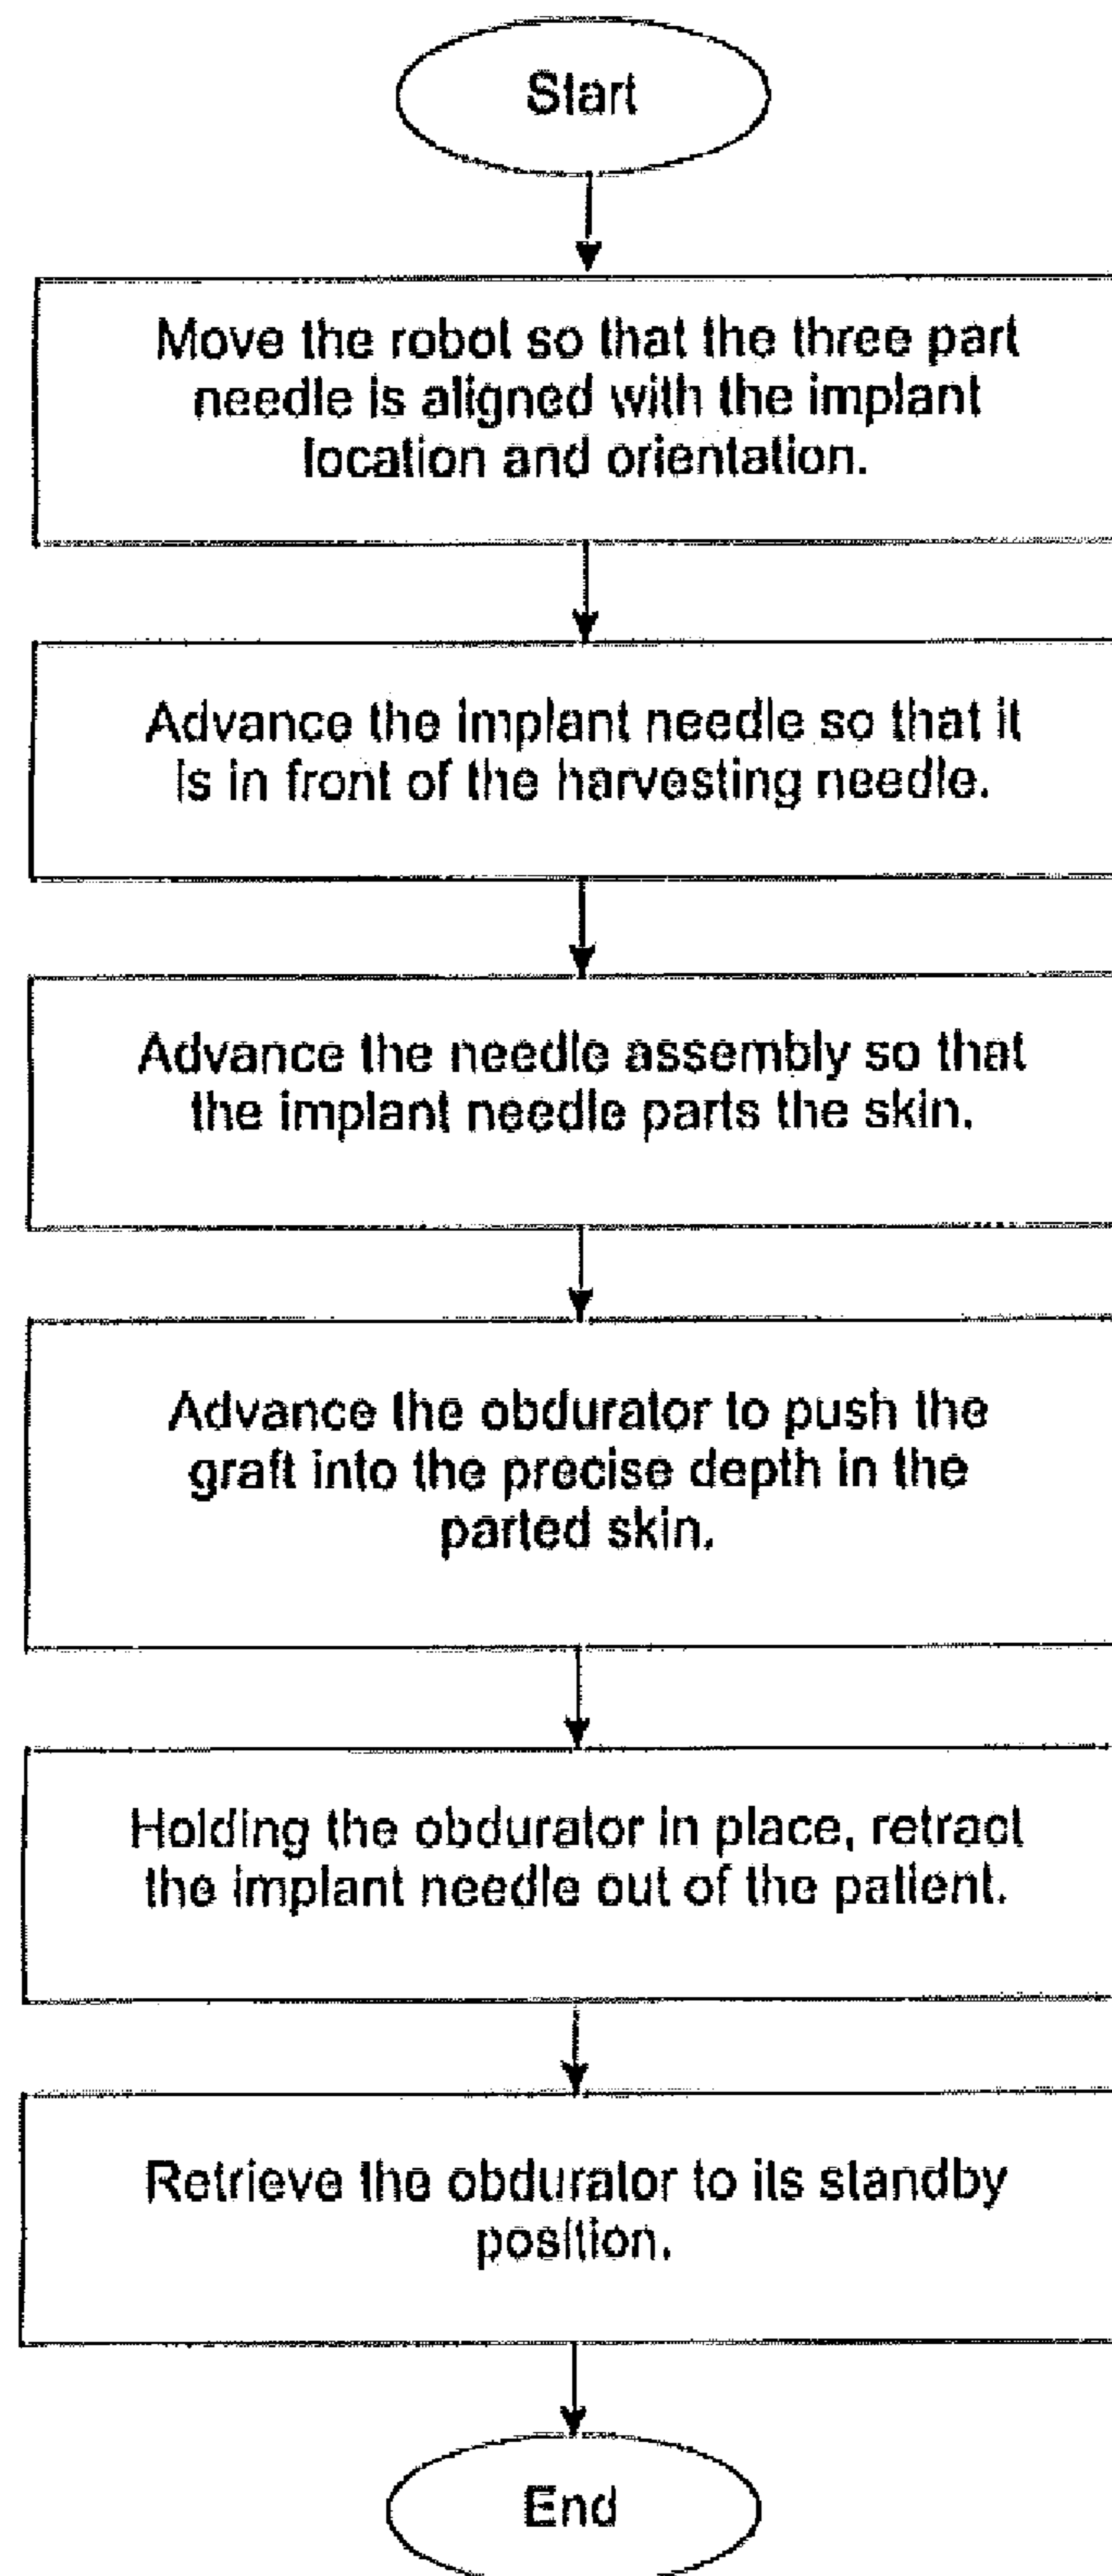 Start
Move the robot so that the three part
needle is aligned with the implant
location and orientation.
Advance the implant needle so that it
is in front of the harvesting needle.
Advance the needle assembly so that
the implant needle parts the skin.
Advance the obdurator to push the
graft into the precise depth in the
parted skin.
Holding the obdurator in place, retract
the implant needle out of the patient.
Retrieve the obdurator to its standby
position.
End